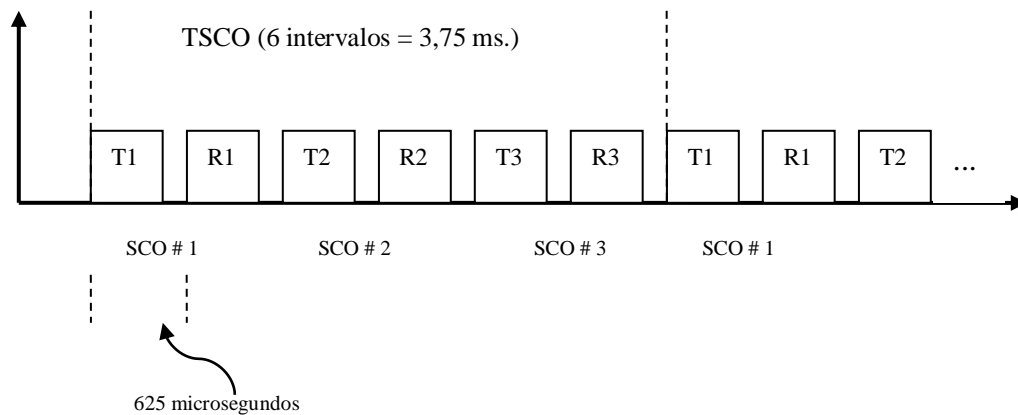 TSCO (6 intervalos = 3,75 ms.)
T1 R1 T2 R2 T3 R3 T1 R1 T2 ...
SCO # 1 SCO # 2 SCO # 3 SCO # 1
625 microsegundos